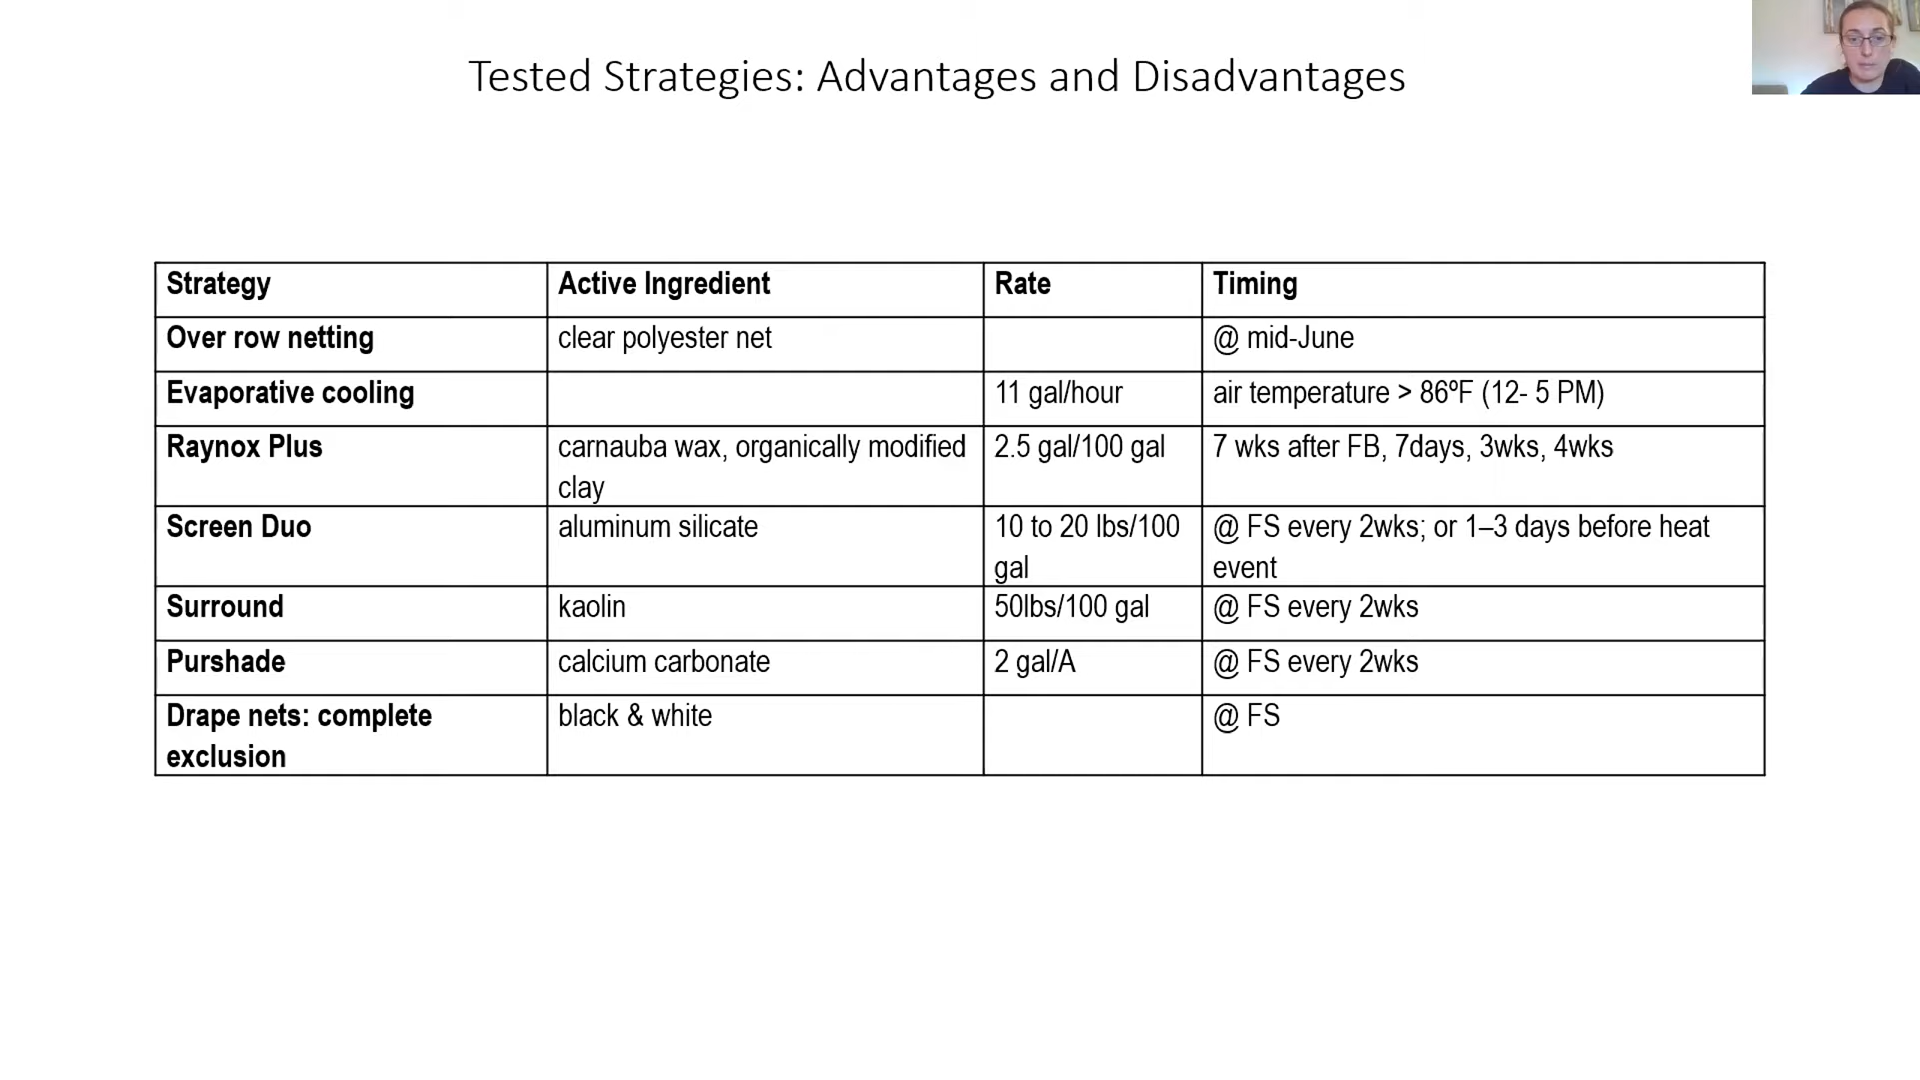 Tested Strategies: Advantages and Disadvantages
Strategy Active Ingredient Rate Timing
Over row netting clear polyester net @ mid-June
Evaporative cooling 11 gal/hour air temperature > 86ºF (12- 5 PM)
Raynox Plus carnauba wax, organically modified 2.5 gal/100 gal 7 wks after FB, 7days, 3wks, 4wks
clay
Screen Duo aluminum silicate 10 to 20 lbs/100 @ FS every 2wks; or 1–3 days before heat
gal event
Surround kaolin 50lbs/100 gal @ FS every 2wks
Purshade calcium carbonate 2 gal/A @ FS every 2wks
Drape nets: complete black & white @ FS
exclusion